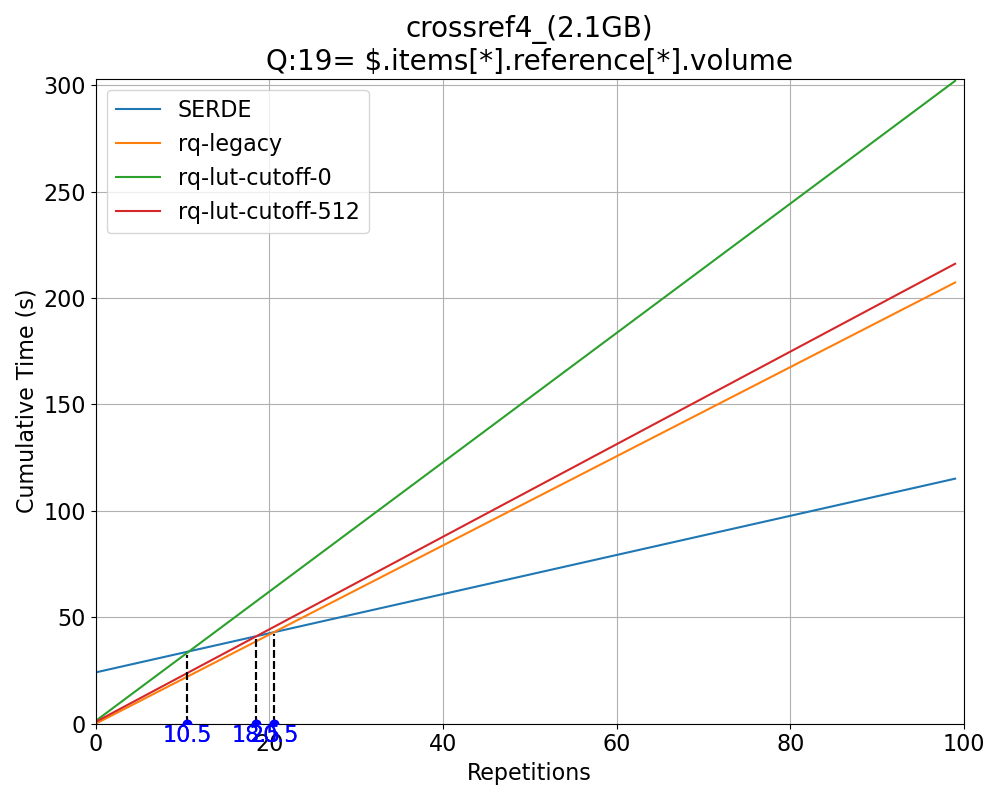 crossref4_(2.1GB)
Q:19= $.items[*].reference[*].volume
SERDE
rq-legacy
rq-lut-cutoff-0
rq-lut-cutoff-512
Cumulative Time (s)
300
250
200
150
100
50
0
10.5
0 20 40 60 80 100
Repetitions